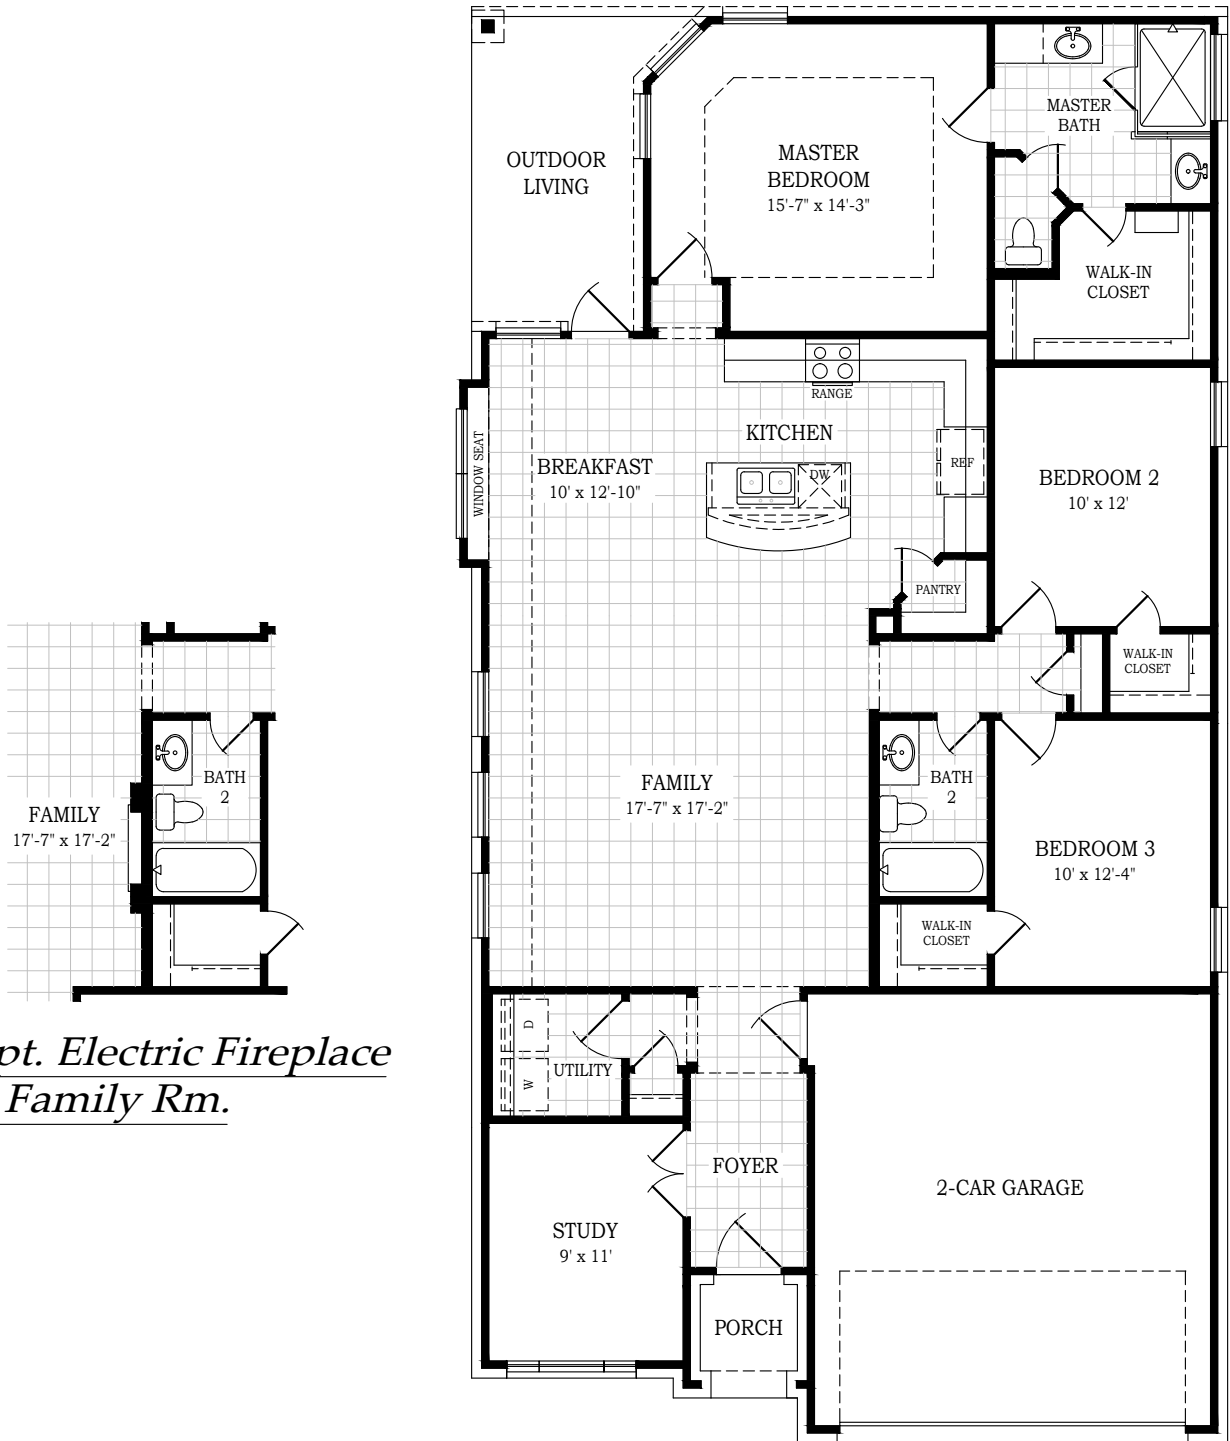 OUTDOOR
LIVING
MASTER
BEDROOM
15'-7" x 14'-3"
MASTER
BATH
WALK-IN
CLOSET
RANGE
KITCHEN
WINDOW SEAT
BREAKFAST
10' x 12'-10"
DW
REF
BEDROOM 2
10' x 12'
PANTRY
WALK-IN
CLOSET
FAMILY
17'-7" x 17'-2"
BATH
2
BEDROOM 3
10' x 12'-4"
WALK-IN
CLOSET
D
W
UTILITY
FOYER
2-CAR GARAGE
STUDY
9' x 11'
PORCH
BATH
2
FAMILY
17'-7" x 17'-2"
pt. Electric Fireplace
Family Rm.